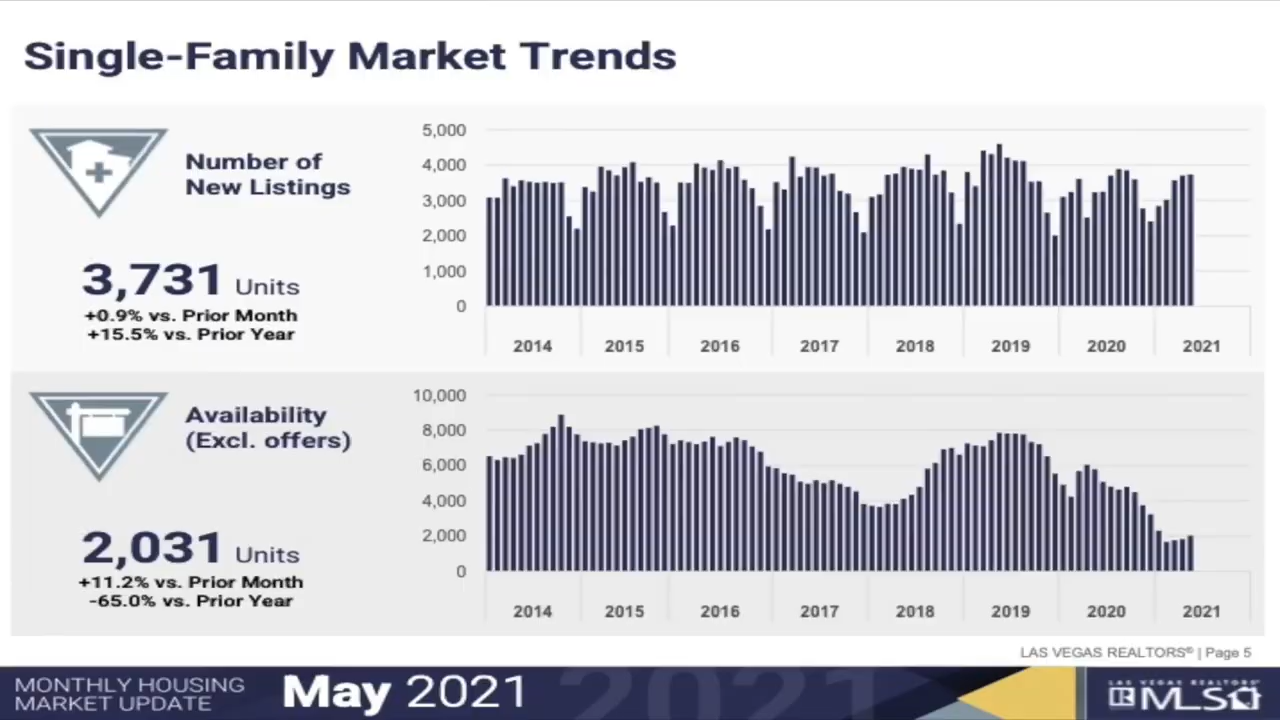 Single-Family Market Trends
Number of
New Listings
3,731 Units
+0.9% vs. Prior Month
+15.5% vs. Prior Year
5,000
4,000
3,000
2,000
1,000
0
2014 2015 2016 2017 2018 2019 2020 2021
Availability
(Excl. offers)
2,031 Units
+11.2% vs. Prior Month
-65.0% vs. Prior Year
10,000
8,000
6,000
4,000
2,000
0
2014 2015 2016 2017 2018 2019 2020 2021
LAS VEGAS REALTORS® | Page 5
MONTHLY HOUSING
MARKET UPDATE
May 2021
2021
LAS VEGAS REALTORS®
MLS